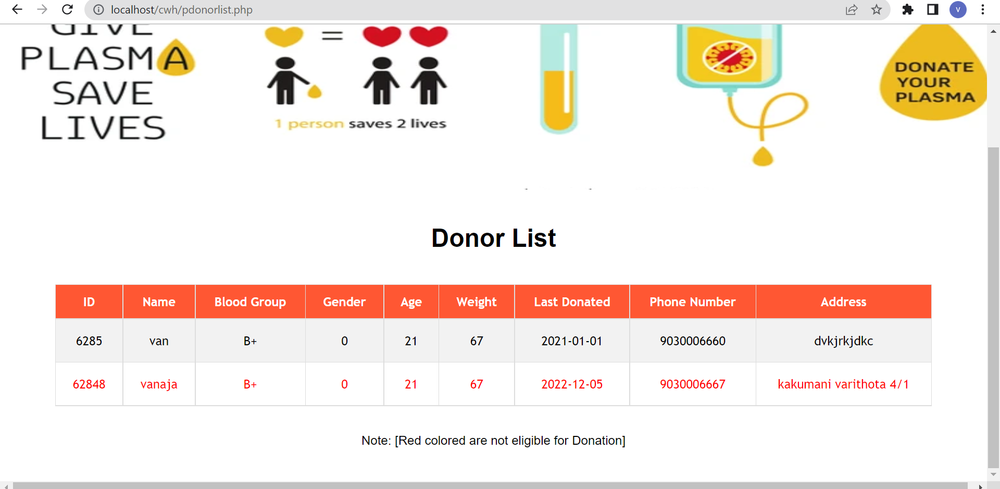 localhost/cwh/pdonorlist.php
V
GIVE
PLASMA
SAVE
LIVES
=
1 person saves 2 lives
DONATE
YOUR
PLASMA
Donor List
ID Name Blood Group Gender Age Weight Last Donated Phone Number Address
6285 van B+ 0 21 67 2021-01-01 9030006660 dvkjrkjdkc
62848 vanaja B+ 0 21 67 2022-12-05 9030006667 kakumani varithota 4/1
Note: [Red colored are not eligible for Donation]